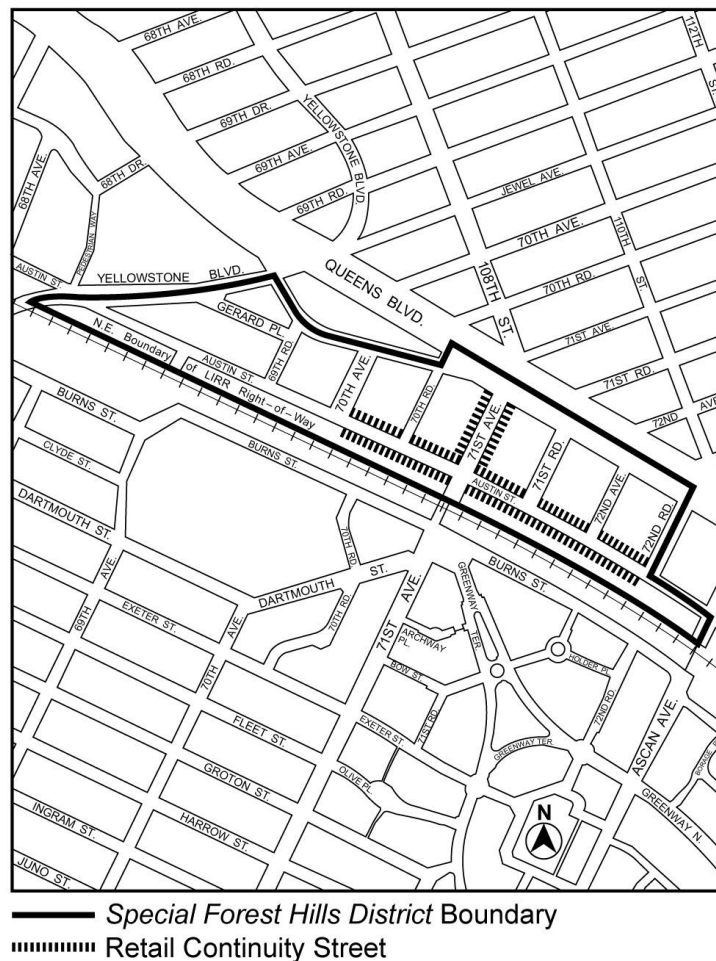 68TH AVE.
68TH RD.
69TH DR.
YELLOWSTONE BLVD.
112TH
ST.
69TH AVE.
69TH RD.
JEWEL AVE.
70TH AVE.
110TH
ST.
68TH AVE.
68TH DR.
PEDESTRIAN WAY
AUSTIN ST.
YELLOWSTONE BLVD.
QUEENS BLVD.
108TH
ST.
70TH RD.
71ST AVE.
71ST RD.
72ND AVE
GERARD PL.
69TH RD.
N.E. Boundary
of LIRR Right-of-Way
AUSTIN ST.
70TH AVE.
70TH RD.
71ST AVE.
AUSTIN ST.
71ST RD.
72ND AVE.
72ND RD.
BURNS ST.
CLYDE ST.
DARTMOUTH ST.
BURNS ST.
70TH RD.
DARTMOUTH ST.
70TH RD.
71ST AVE.
GREENWAY TER.
BURNS ST.
69TH AVE.
EXETER ST.
70TH AVE.
ARCHWAY PL.
BOW ST.
71ST RD.
HOLDER PL.
72ND RD.
ASCAN AVE.
FLEET ST.
EXETER ST.
GREENWAY TER.
GROTON ST.
OLIVE PL.
GREENWAY N.
INGRAM ST.
HARROW ST.
JUNO ST.
N
Special Forest Hills District Boundary
Retail Continuity Street